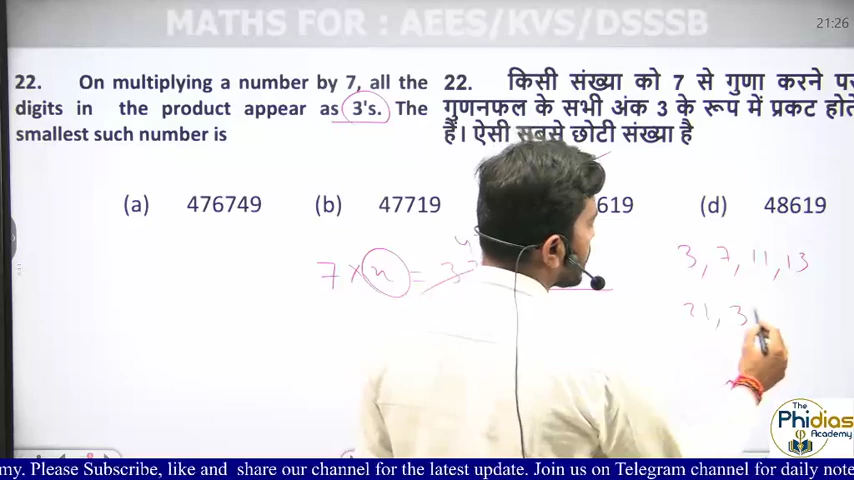 MATHS FOR : AEES/KVS/DSSSB
21:26
22. On multiplying a number by 7, all the
digits in the product appear as 3's. The
smallest such number is
22. किसी संख्या को 7 से गुणा करने पर
गुणनफल के सभी अंक 3 के रूप में प्रकट होते
हैं। ऐसी सबसे छोटी संख्या है
(a) 476749 (b) 47719 619 (d) 48619
3, 7, 11, 13
7 × n = 3
21, 3
The
Phidias
Academy
my. Please Subscribe, like and share our channel for the latest update. Join us on Telegram channel for daily note